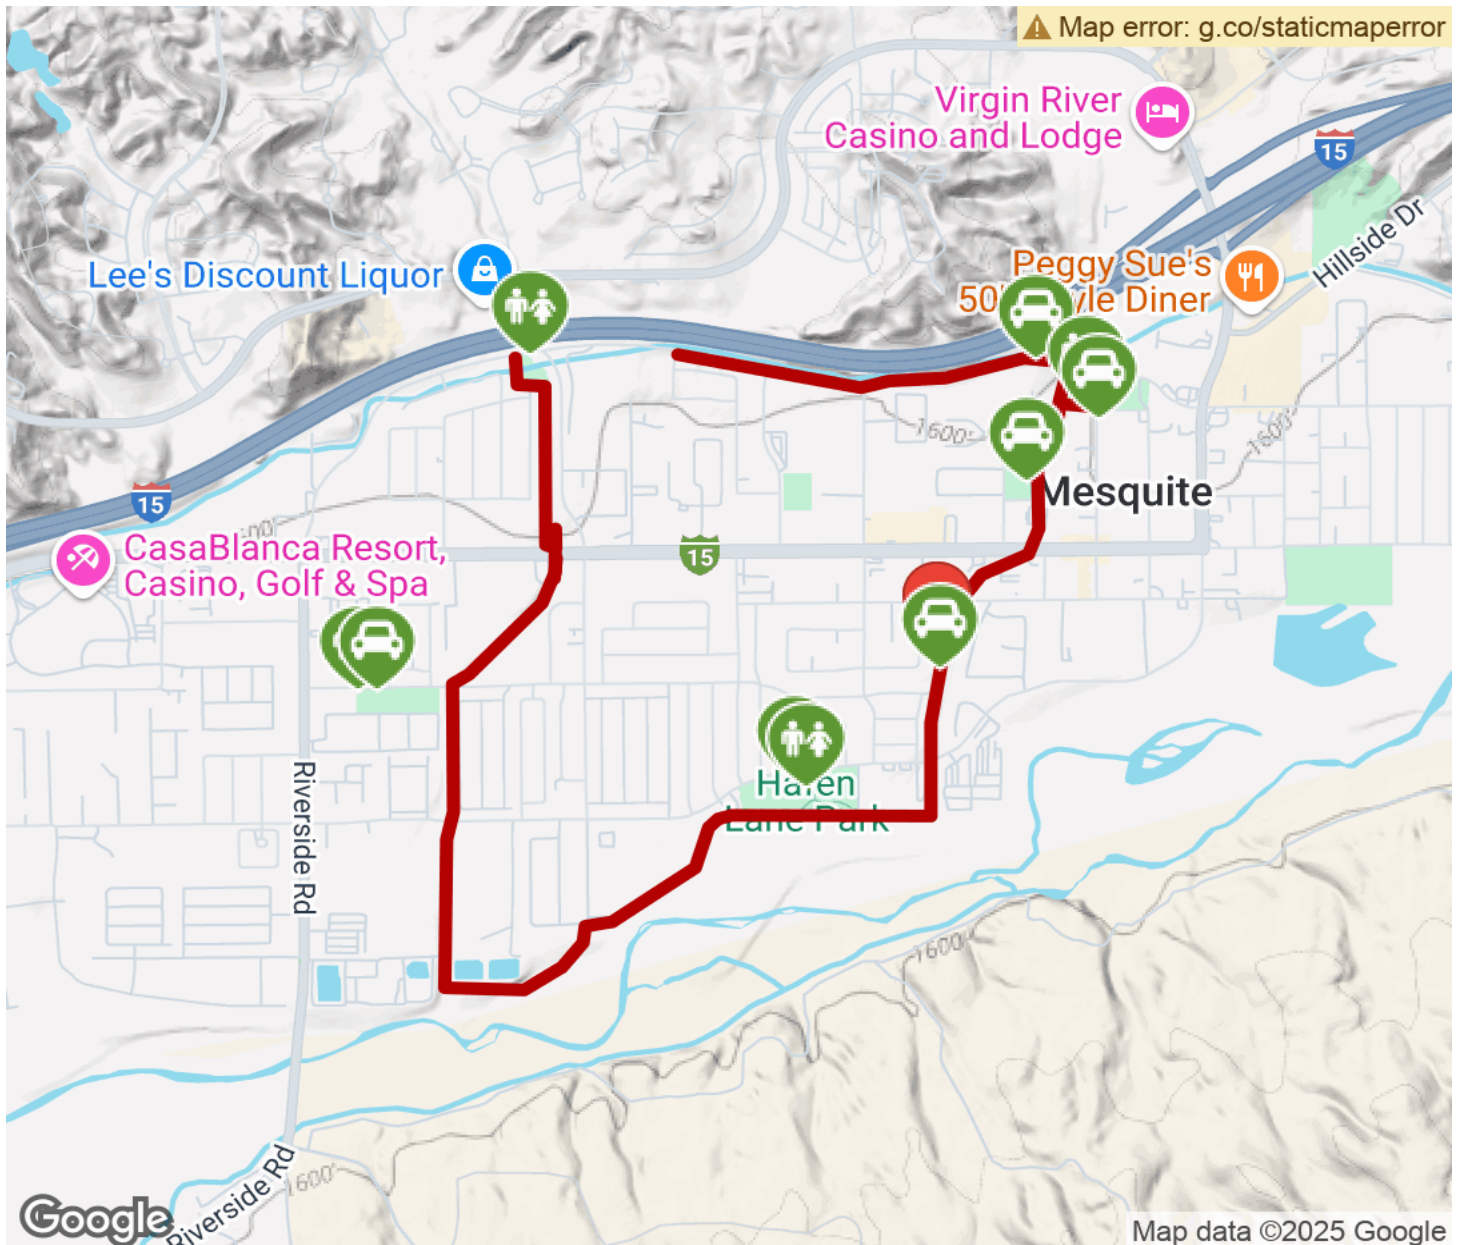 Map error: g.co/staticmaperror
Virgin River
Casino and Lodge
15
Hillside Dr
Peggy Sue's
Diner
Lee's Discount Liquor
1600'
1600'
15
Mesquite
CasaBlanca Resort,
Casino, Golf & Spa
15
Hafen
Lane Park
Riverside Rd
1600'
1600'
Riverside Rd
Google
Map data ©2025 Google